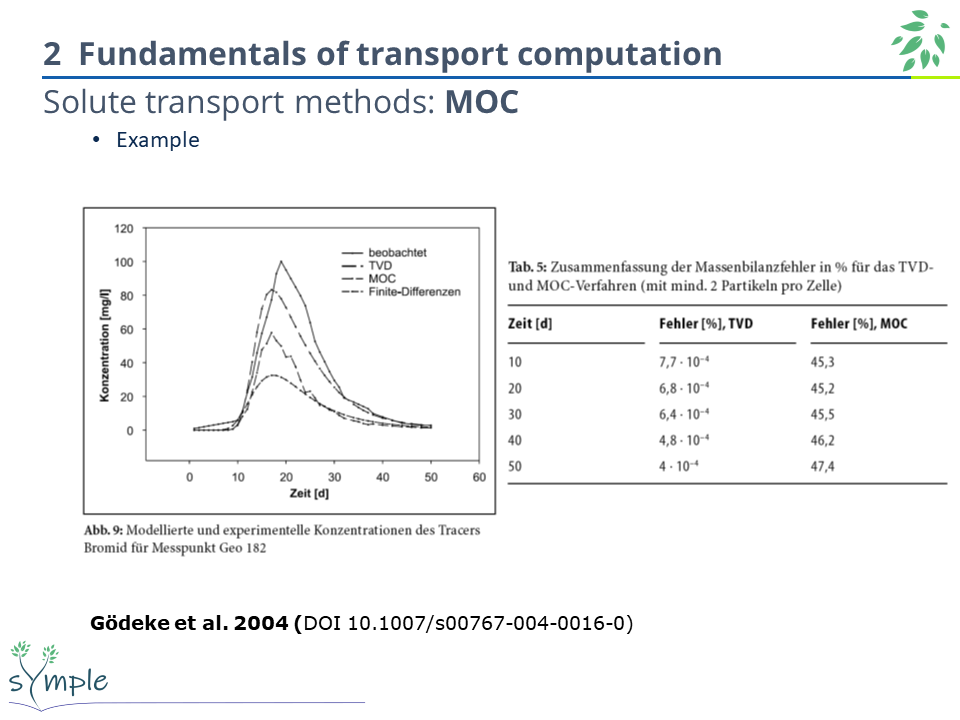 2 Fundamentals of transport computation
Solute transport methods: MOC
• Example
120
100
80
60
40
20
0
Konzentration [mg/l]
beobachtet
TVD
MOC
Finite-Differenzen
0 10 20 30 40 50 60
Zeit [d]
Abb. 9: Modellierte und experimentelle Konzentrationen des Tracers
Bromid für Messpunkt Geo 182
Tab. 5: Zusammenfassung der Massenbilanzfehler in % für das TVD-
und MOC-Verfahren (mit mind. 2 Partikeln pro Zelle)
Zeit [d] Fehler [%], TVD Fehler [%], MOC
10 7,7 · 10⁻⁴ 45,3
20 6,8 · 10⁻⁴ 45,2
30 6,4 · 10⁻⁴ 45,5
40 4,8 · 10⁻⁴ 46,2
50 4 · 10⁻⁴ 47,4
Gödeke et al. 2004 (DOI 10.1007/s00767-004-0016-0)
sYmple